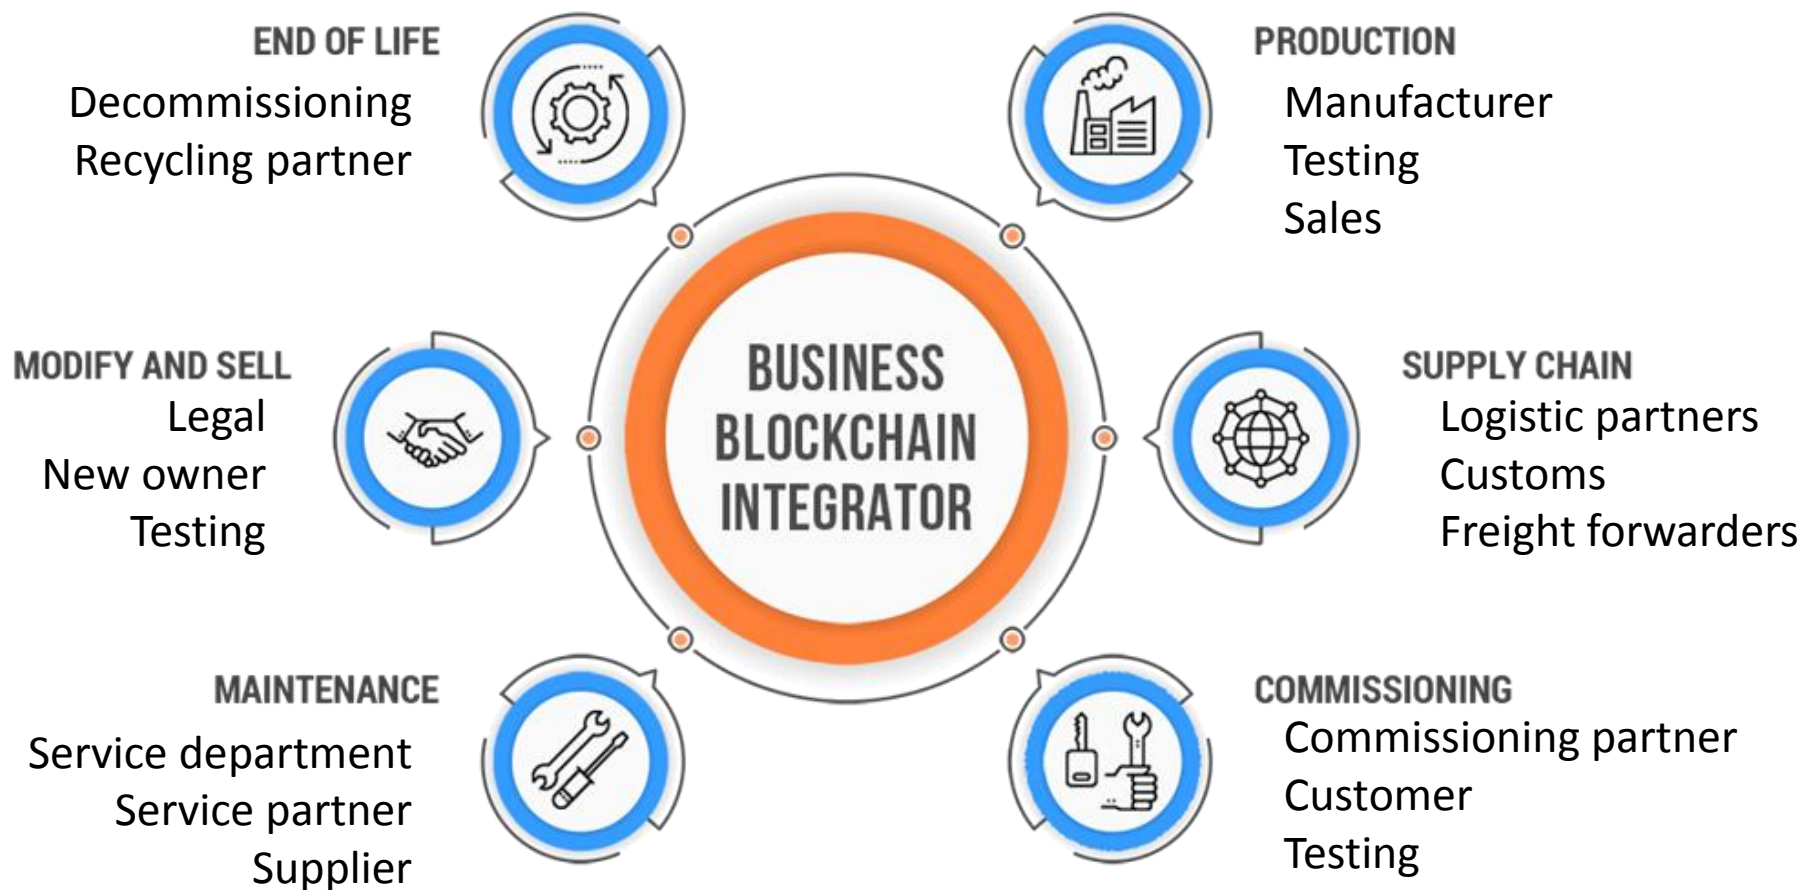 END OF LIFE
Decommissioning
Recycling partner
PRODUCTION
Manufacturer
Testing
Sales
MODIFY AND SELL
Legal
New owner
Testing
BUSINESS
BLOCKCHAIN
INTEGRATOR
SUPPLY CHAIN
Logistic partners
Customs
Freight forwarders
MAINTENANCE
Service department
Service partner
Supplier
COMMISSIONING
Commissioning partner
Customer
Testing